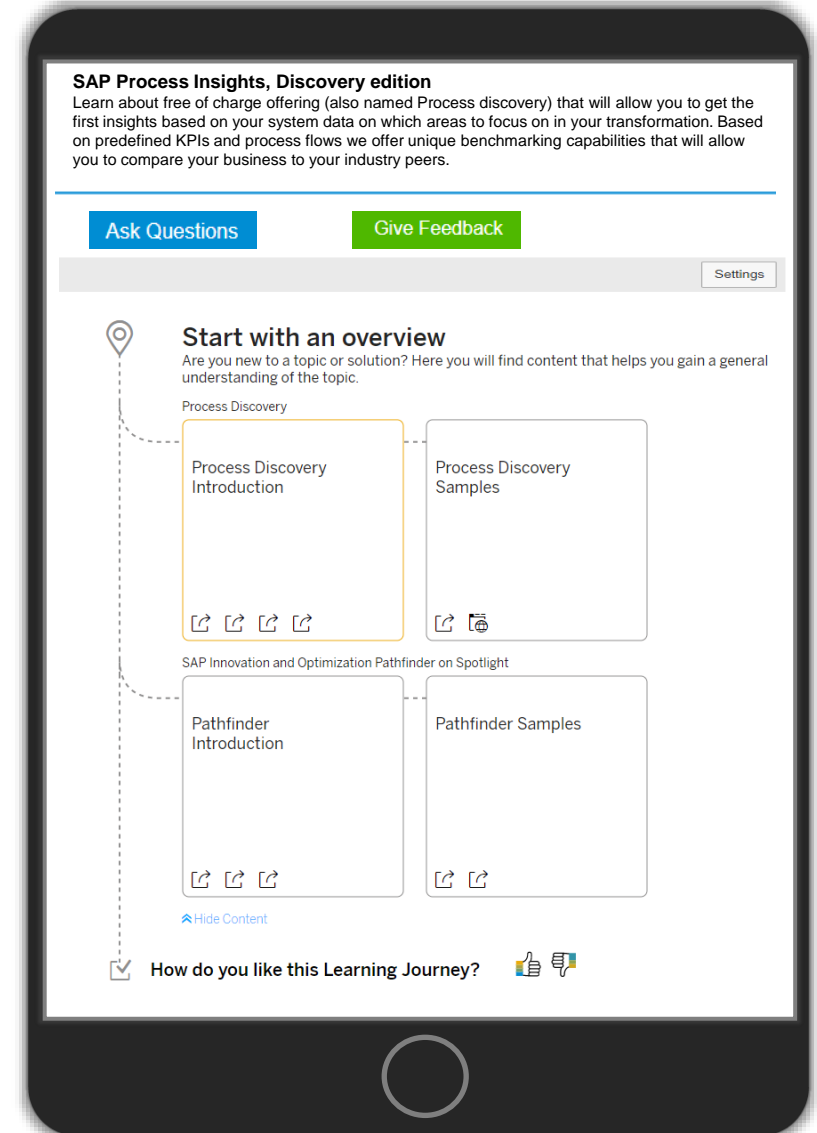 SAP Process Insights, Discovery edition
Learn about free of charge offering (also named Process discovery) that will allow you to get the
first insights based on your system data on which areas to focus on in your transformation. Based
on predefined KPIs and process flows we offer unique benchmarking capabilities that will allow
you to compare your business to your industry peers.
Ask Questions
Give Feedback
Settings
Start with an overview
Are you new to a topic or solution? Here you will find content that helps you gain a general
understanding of the topic.
Process Discovery
Process Discovery
Introduction
Process Discovery
Samples
SAP Innovation and Optimization Pathfinder on Spotlight
Pathfinder
Introduction
Pathfinder Samples
Hide Content
How do you like this Learning Journey?